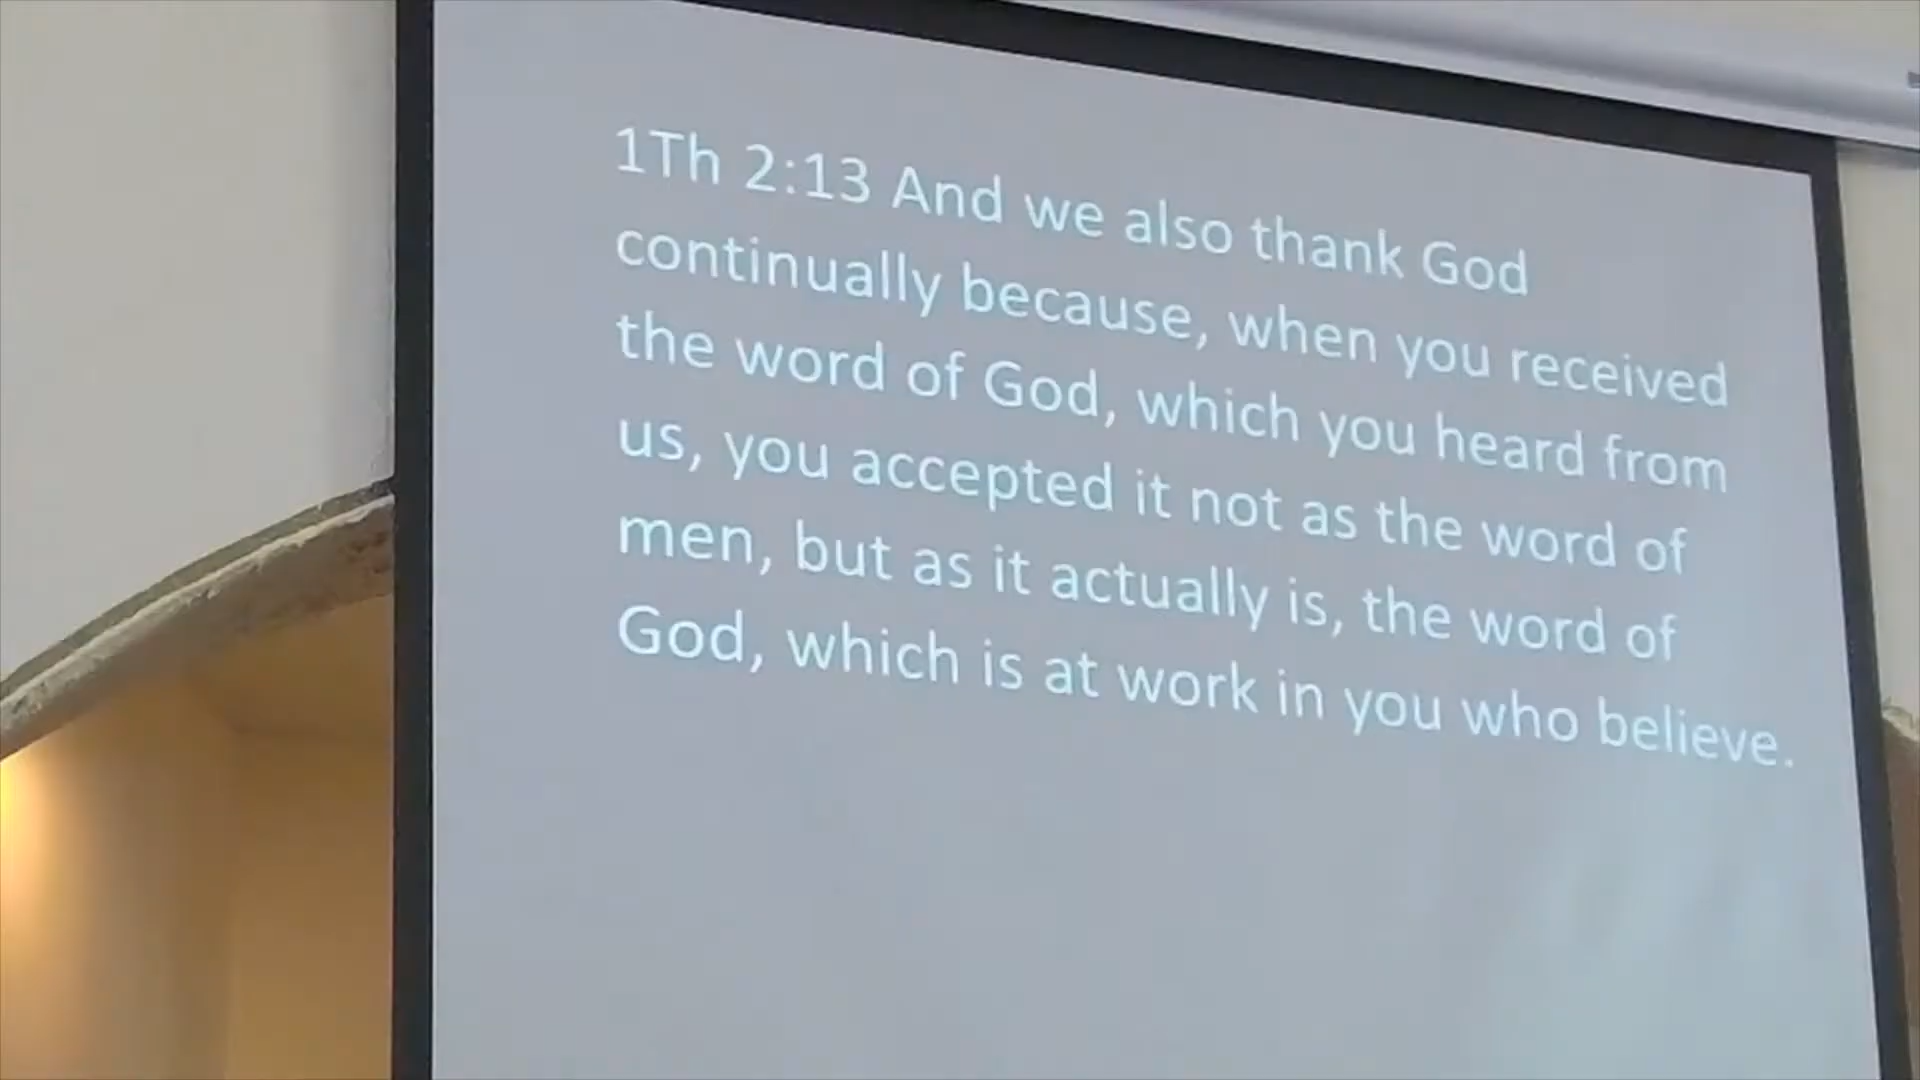 1Th 2:13 And we also thank God
continually because, when you received
the word of God, which you heard from
us, you accepted it not as the word of
men, but as it actually is, the word of
God, which is at work in you who believe.